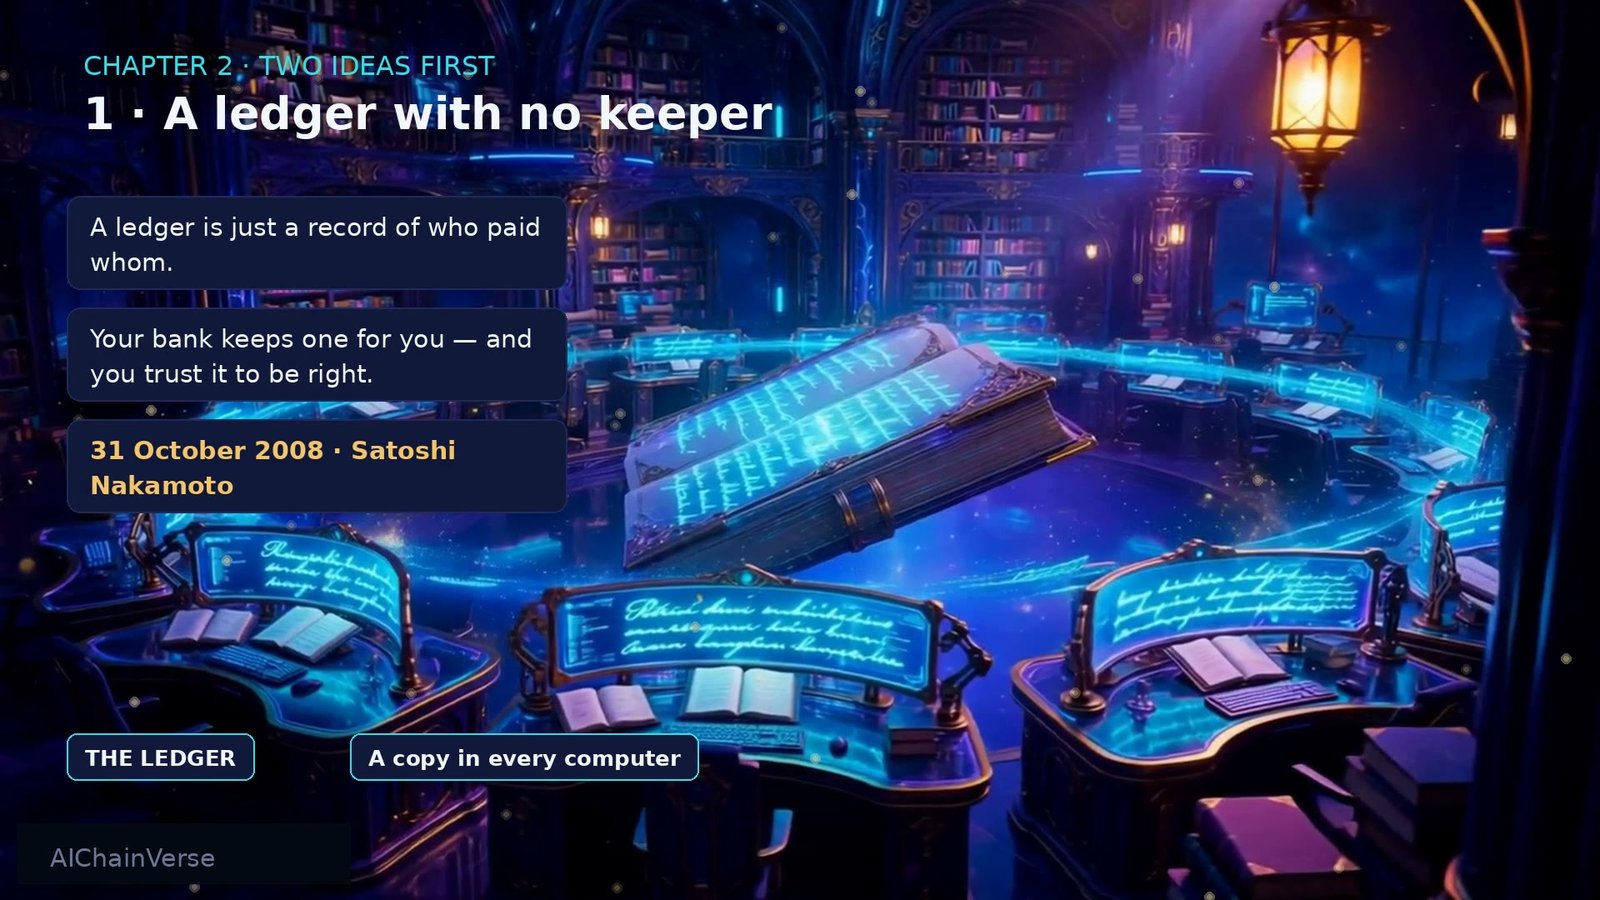 CHAPTER 2 · TWO IDEAS FIRST
1 · A ledger with no keeper
A ledger is just a record of who paid
whom.
Your bank keeps one for you — and
you trust it to be right.
31 October 2008 · Satoshi
Nakamoto
THE LEDGER
A copy in every computer
AIChainVerse